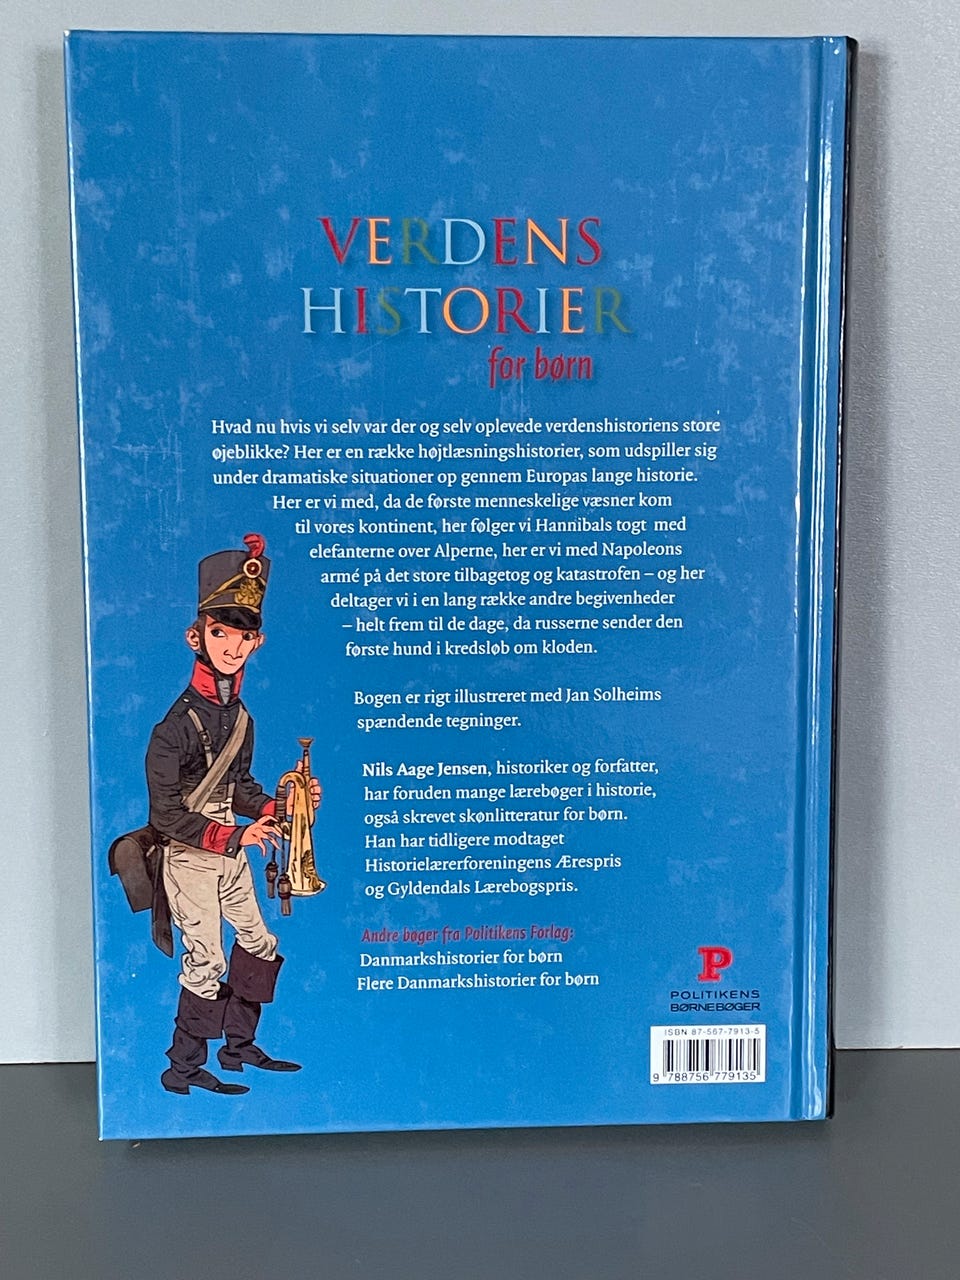 VERDENS
HISTORIER
for børn
Hvad nu hvis vi selv var der og selv oplevede verdenshistoriens store
øjeblikke? Her er en række højtlæsningshistorier, som udspiller sig
under dramatiske situationer op gennem Europas lange historie.
Her er vi med, da de første menneskelige væsner kom
til vores kontinent, her følger vi Hannibals togt med
elefanterne over Alperne, her er vi med Napoleons
armé på det store tilbagetog og katastrofen – og her
deltager vi i en lang række andre begivenheder
– helt frem til de dage, da russerne sender den
første hund i kredsløb om kloden.
Bogen er rigt illustreret med Jan Solheims
spændende tegninger.
Nils Aage Jensen, historiker og forfatter,
har foruden mange lærebøger i historie,
også skrevet skønlitteratur for børn.
Han har tidligere modtaget
Historielærerforeningens Ærespris
og Gyldendals Lærebogspris.
Andre bøger fra Politikens Forlag:
Danmarkshistorier for børn
Flere Danmarkshistorier for børn
P
POLITIKENS
BØRNEBØGER
ISBN 87-567-7913-5
9 788756 779135